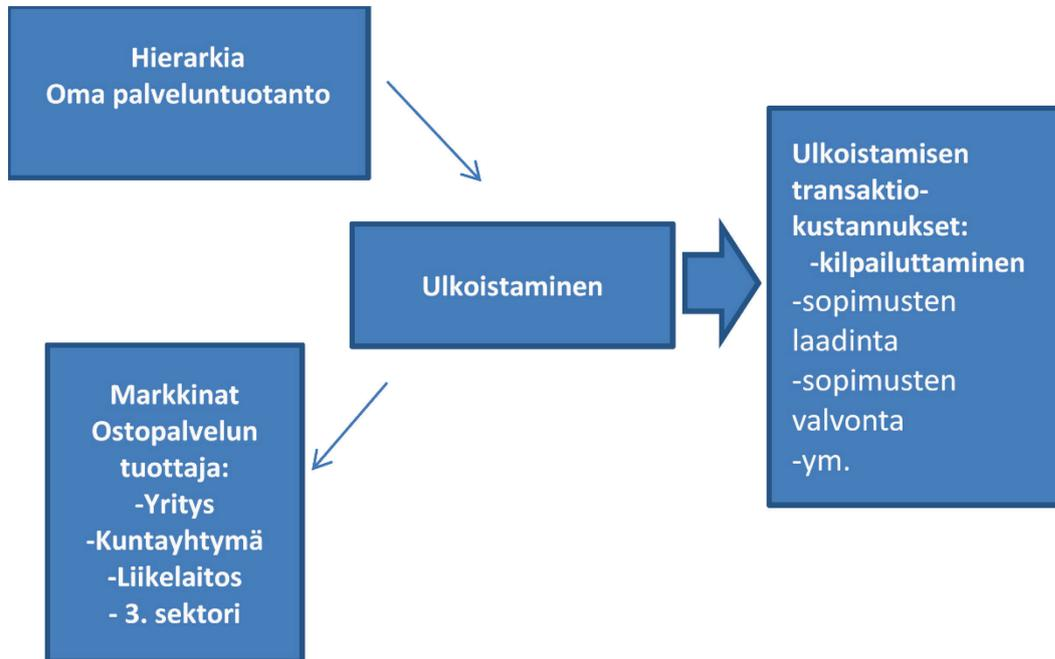 Hierarkia
Oma palveluntuotanto
Ulkoistaminen
Ulkoistamisen
transaktio-
kustannukset:
-kilpailuttaminen
-sopimusten
laadinta
-sopimusten
valvonta
-ym.
Markkinat
Ostopalvelun
tuottaja:
-Yritys
-Kuntayhtymä
-Liikelaitos
- 3. sektori